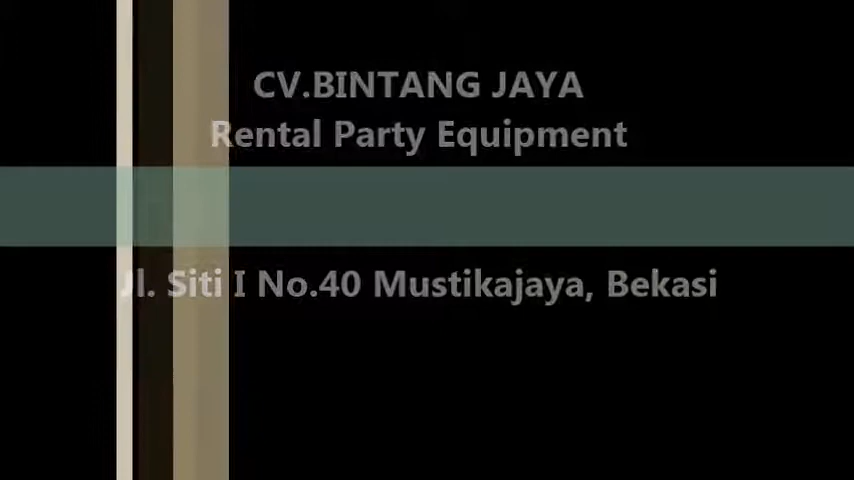 CV.BINTANG JAYA
Rental Party Equipment
Jl. Siti I No.40 Mustikajaya, Bekasi